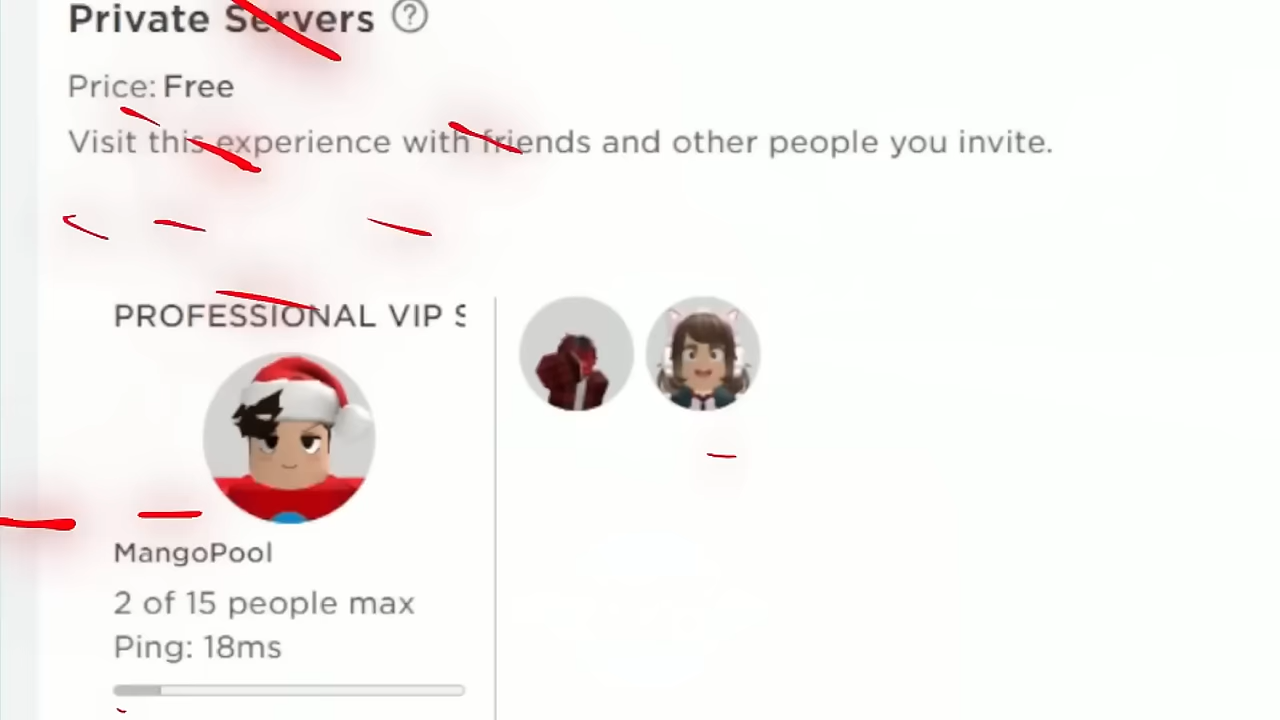 Private Servers ?
Price: Free
Visit this experience with friends and other people you invite.
PROFESSIONAL VIP S
MangoPool
2 of 15 people max
Ping: 18ms